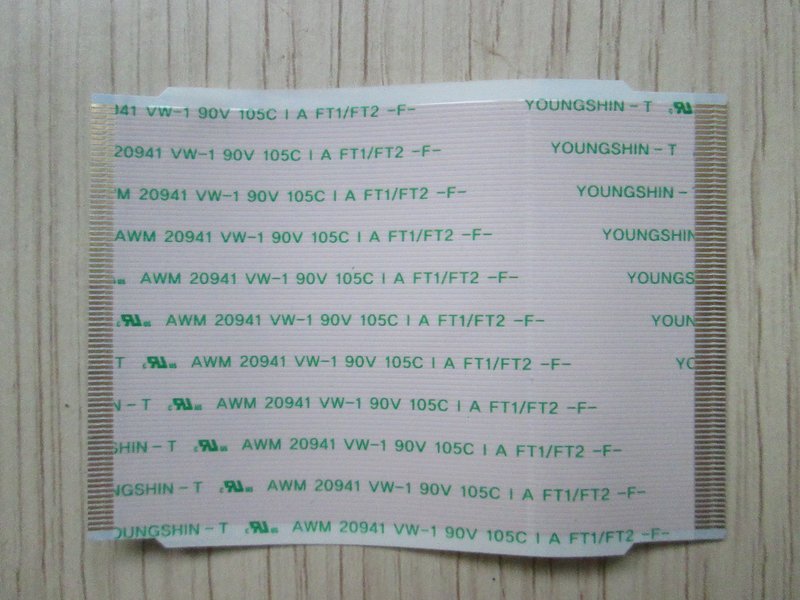 941 VW-1 90V 105C I A FT1/FT2 -F- YOUNGSHIN-T
20941 VW-1 90V 105C I A FT1/FT2 -F- YOUNGSHIN-T
M 20941 VW-1 90V 105C I A FT1/FT2 -F- YOUNGSHIN-
AWM 20941 VW-1 90V 105C I A FT1/FT2 -F- YOUNGSHIN
AWM 20941 VW-1 90V 105C I A FT1/FT2 -F- YOUNGS
AWM 20941 VW-1 90V 105C I A FT1/FT2 -F- YOUN
T AWM 20941 VW-1 90V 105C I A FT1/FT2 -F- YO
N-T AWM 20941 VW-1 90V 105C I A FT1/FT2 -F-
SHIN-T AWM 20941 VW-1 90V 105C I A FT1/FT2 -F-
NGSHIN-T AWM 20941 VW-1 90V 105C I A FT1/FT2 -F-
OUNGSHIN-T AWM 20941 VW-1 90V 105C I A FT1/FT2 -F-